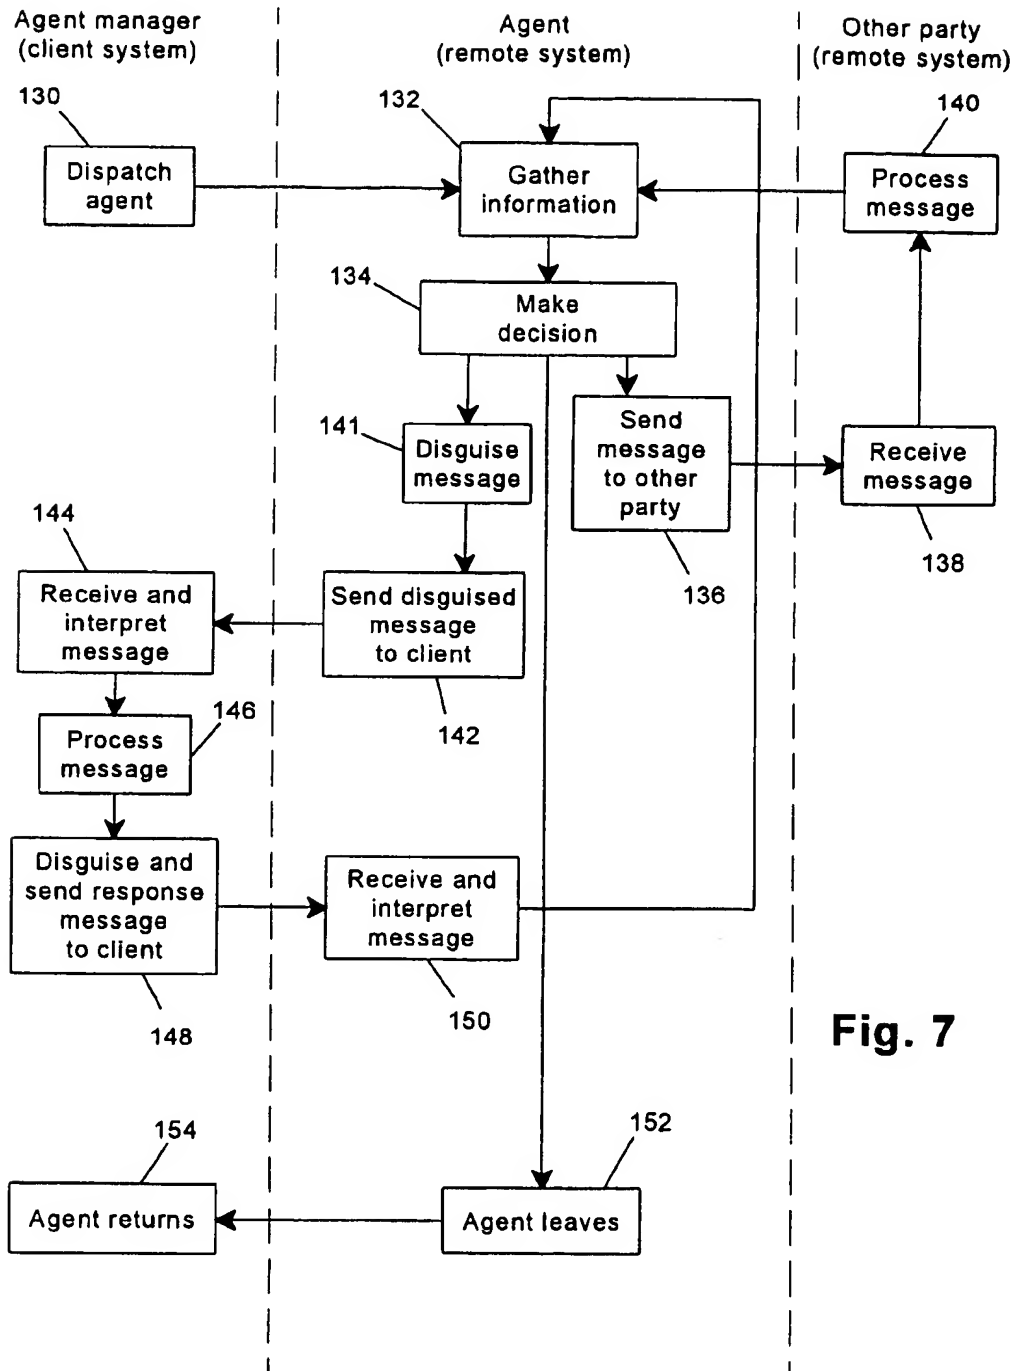 Agent manager
(client system)
Agent
(remote system)
Other party
(remote system)
130
132
140
Dispatch
agent
Gather
information
Process
message
134
Make
decision
141
Disguise
message
Send
message
to other
party
Receive
message
144
136
138
Receive and
interpret
message
Send disguised
message
to client
146
142
Process
message
Disguise and
send response
message
to client
Receive and
interpret
message
148
150
Fig. 7
154
152
Agent returns
Agent leaves